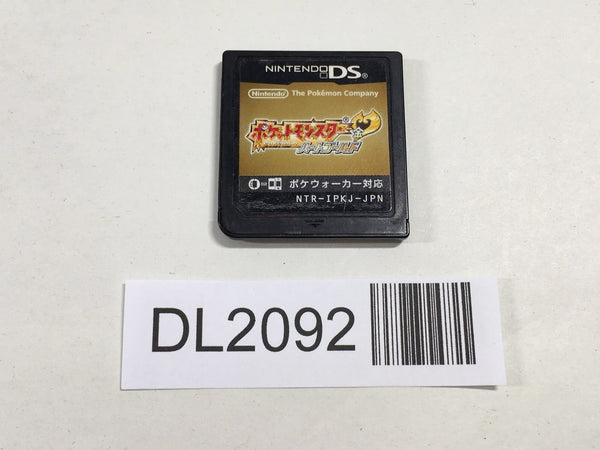 NINTENDO DS®
Nintendo® The Pokémon Company
ポケットモンスター®
ハートゴールド
ポケウォーカー対応
NTR-IPKJ-JPN
DL2092